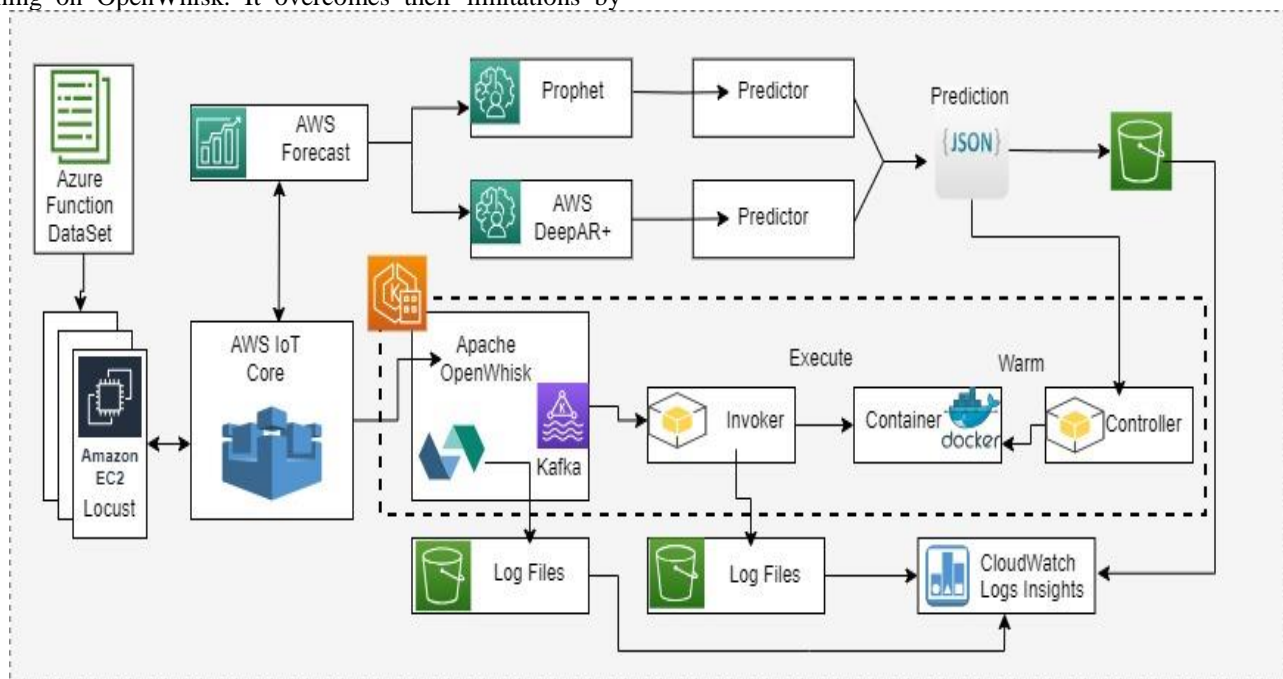 ning on OpenWhisk. It overcomes their limitations by
Azure
Function
DataSet
AWS
Forecast
Prophet
Predictor
AWS
DeepAR+
Predictor
Prediction
{JSON}
Amazon
EC2
Locust
AWS IoT
Core
K
Apache
OpenWhisk
K
Kafka
Execute
Invoker
Container
docker
Warm
Controller
Log Files
Log Files
CloudWatch
Logs Insights